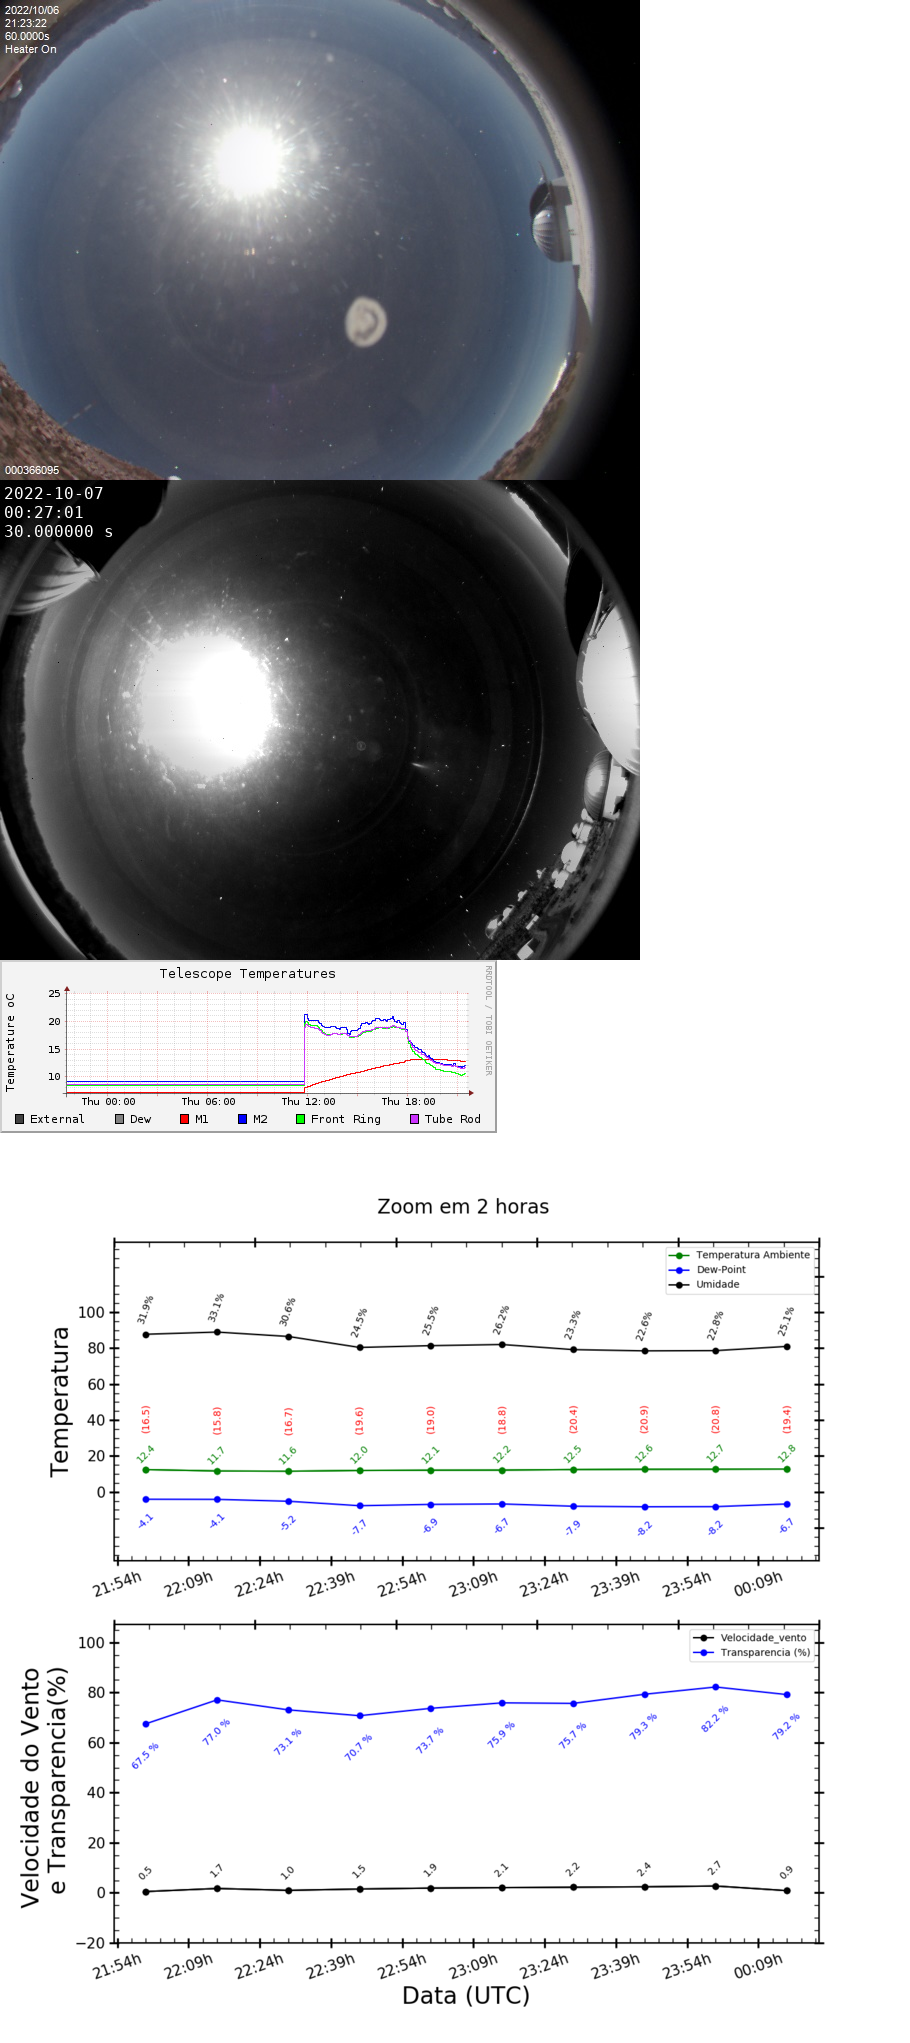 2022/10/06
21:23:22
60.0000s
Heater On
000366095
2022-10-07
00:27:01
30.000000 s
Telescope Temperatures
RRDTOOL / TOBI OETIKER
Temperature oC
25
20
15
10
Thu 00:00 Thu 06:00 Thu 12:00 Thu 18:00
External Dew M1 M2 Front Ring Tube Rod
Zoom em 2 horas
Temperatura Ambiente
Dew-Point
Umidade
Temperatura
100
80
60
40
20
0
31.9% 33.1% 30.6% 24.5% 25.5% 26.2% 23.3% 22.6% 22.8% 25.1%
(16.5) (15.8) (16.7) (19.6) (19.0) (18.8) (20.4) (20.9) (20.8) (19.4)
12.4 11.7 11.6 12.0 12.1 12.2 12.5 12.6 12.7 12.8
-4.1 -4.1 -5.2 -7.7 -6.9 -6.7 -7.9 -8.2 -8.2 -6.7
21:54h 22:09h 22:24h 22:39h 22:54h 23:09h 23:24h 23:39h 23:54h 00:09h
Velocidade_vento
Transparencia (%)
Velocidade do Vento
e Transparencia(%)
100
80
60
40
20
0
−20
67.5 % 77.0 % 73.1 % 70.7 % 73.7 % 75.9 % 75.7 % 79.3 % 82.2 % 79.2 %
0.5 1.7 1.0 1.5 1.9 2.1 2.2 2.4 2.7 0.9
21:54h 22:09h 22:24h 22:39h 22:54h 23:09h 23:24h 23:39h 23:54h 00:09h
Data (UTC)